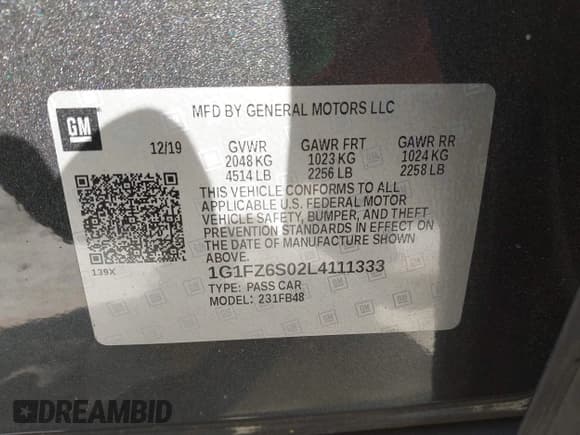 MFD BY GENERAL MOTORS LLC
GM
12/19 GVWR GAWR FRT GAWR RR
2048 KG 1023 KG 1024 KG
4514 LB 2256 LB 2258 LB
THIS VEHICLE CONFORMS TO ALL
APPLICABLE U.S. FEDERAL MOTOR
VEHICLE SAFETY, BUMPER, AND THEFT
PREVENTION STANDARDS IN EFFECT ON
THE DATE OF MANUFACTURE SHOWN
ABOVE.
139X
1G1FZ6S02L4111333
TYPE: PASS CAR
MODEL: 231FB48
DREAMBID